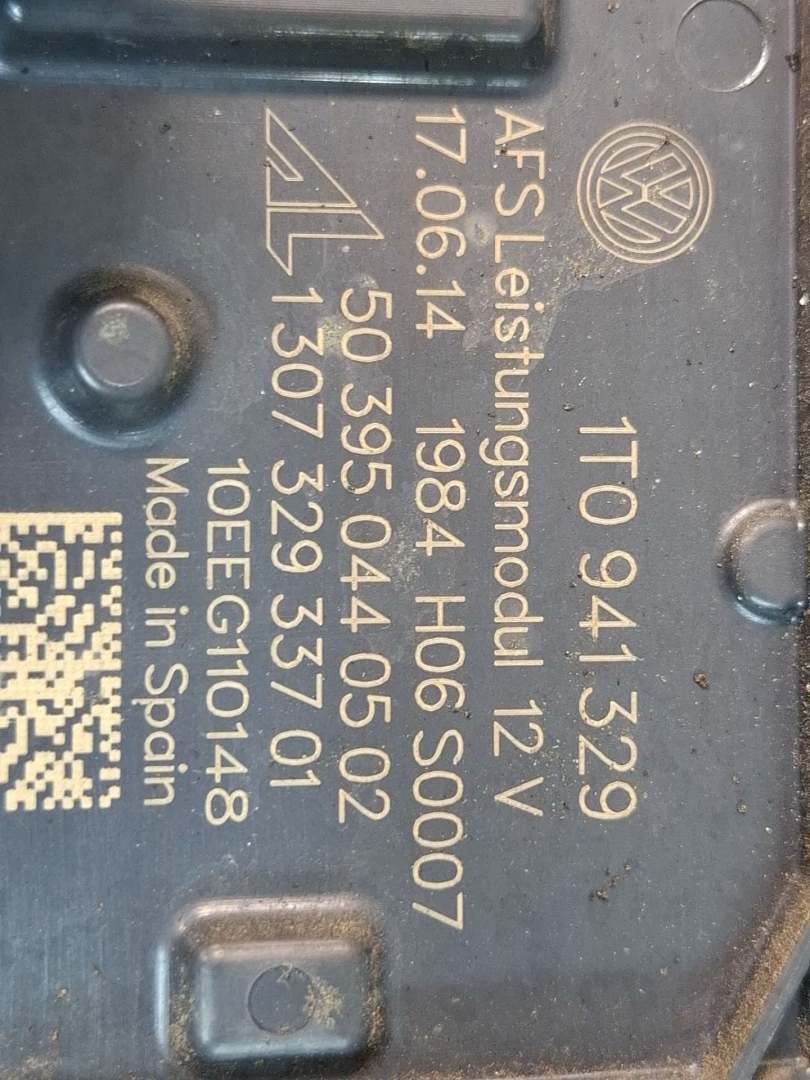 1T0 941 329
AFS Leistungsmodul 12 V
17.06.14 1984 H06 S0007
50 395 044 05 02
AL 1 307 329 337 01
10EEG110148
Made in Spain